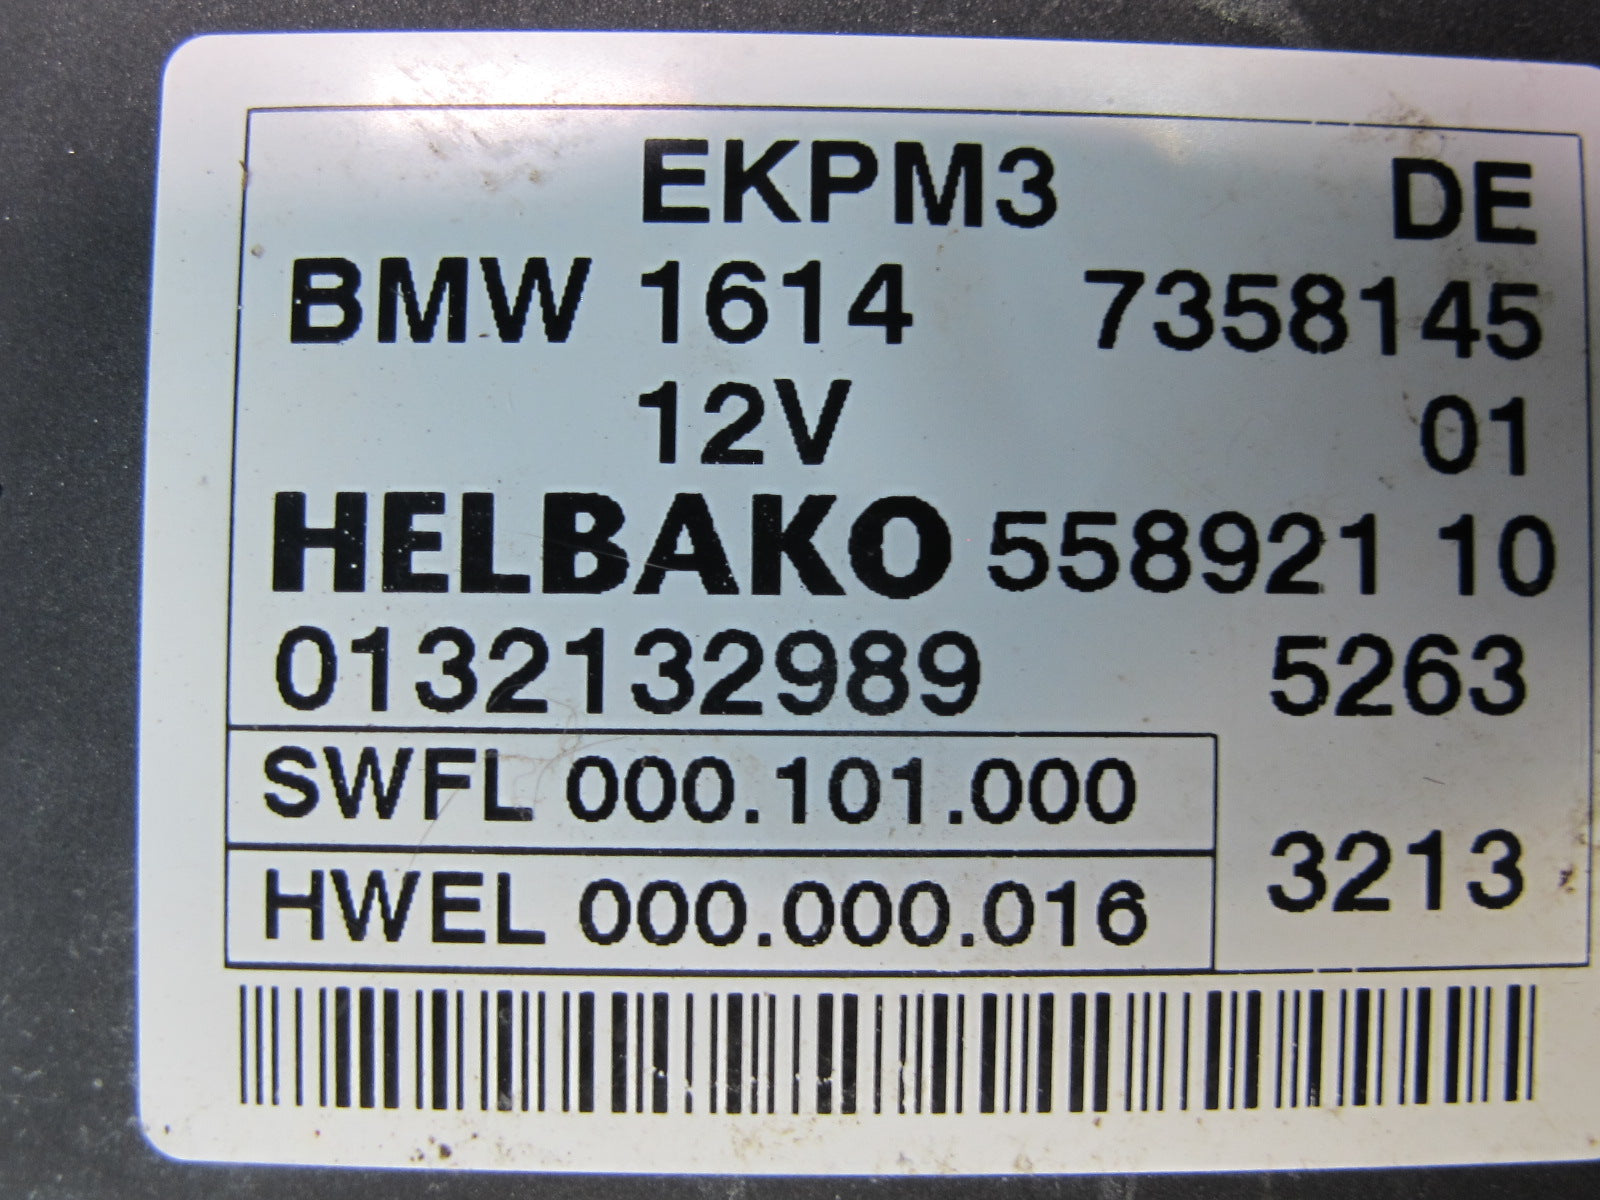 EKPM3 DE
BMW 1614 7358145
12V 01
HELBAKO 558921 10
0132132989 5263
SWFL 000.101.000
3213
HWEL 000.000.016